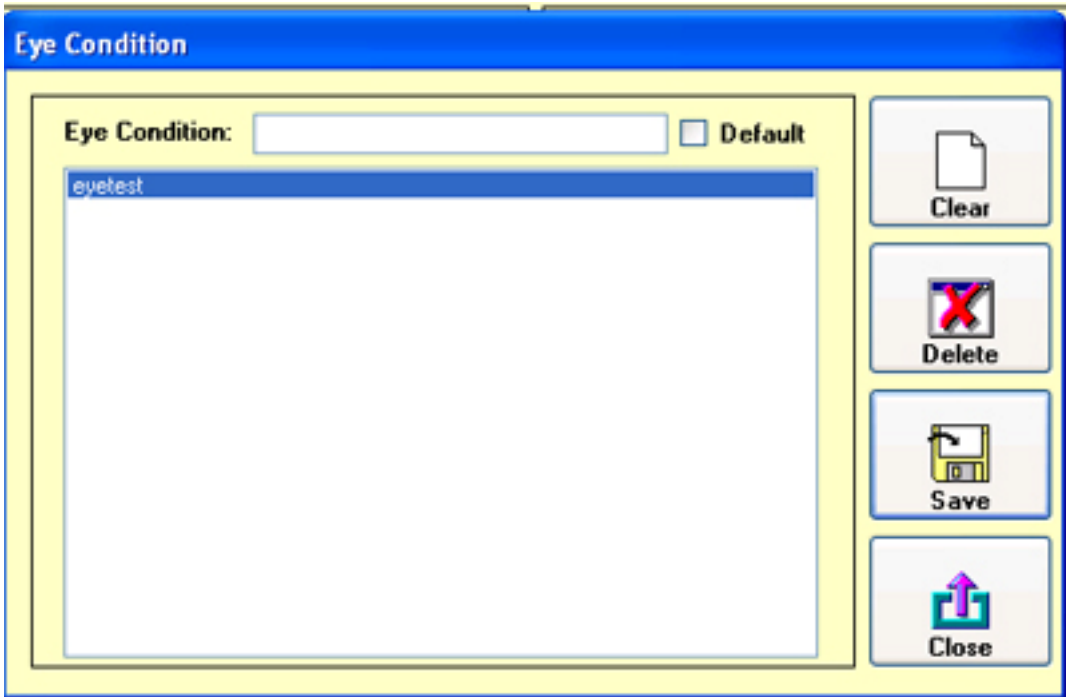 Eye Condition
Eye Condition:
Default
eyetest
Clear
Delete
Save
Close